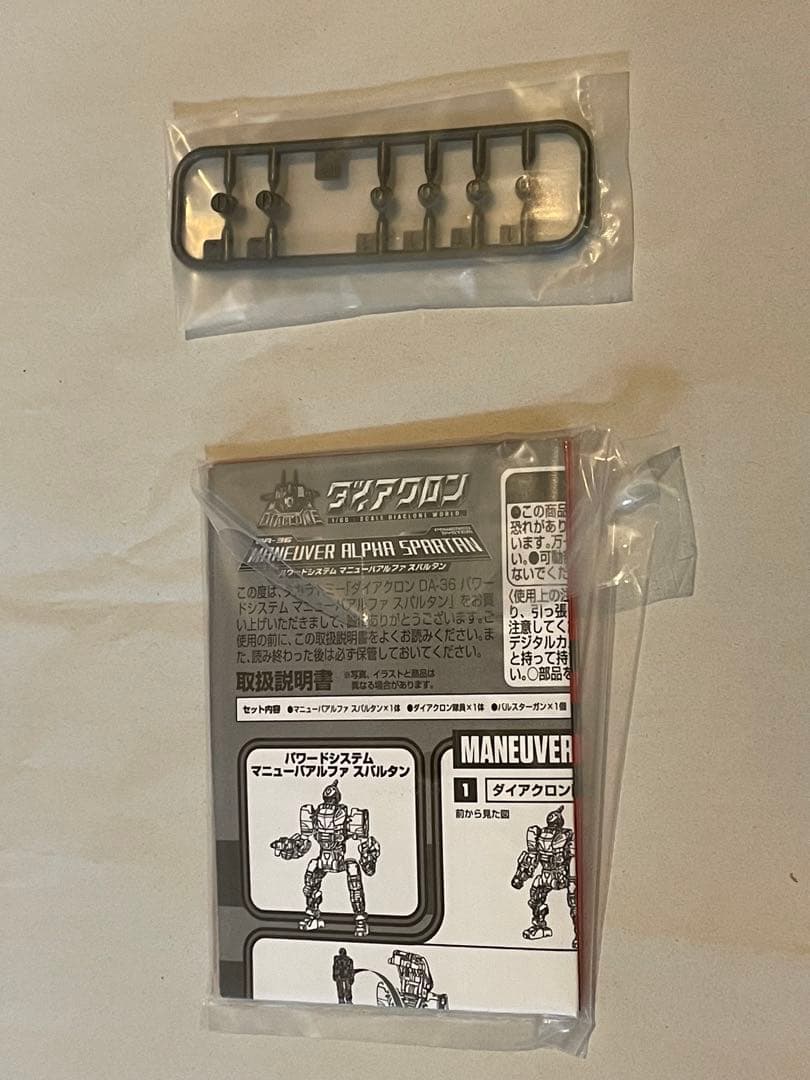 ダイアクロン
DIACLONE
1/60 SCALE DIACLONE WORLD
DA-36
POWERED SYSTEM
MANEUVER ALPHA SPARTAN
パワードシステム マニューバアルファ スパルタン
この度は、タカラトミー「ダイアクロン DA-36 パワー
ドシステム マニューバアルファ スパルタン」をお買
い上げいただきまして、誠にありがとうございます。ご
使用の前に、この取扱説明書をよくお読みください。ま
た、読み終わった後は必ず保管しておいてください。
取扱説明書
※写真、イラストと商品は
異なる場合があります。
●この商品
恐れがあり
います。万一
い。●可動
ないでくだ
〈使用上の注
り、引っ張
注意してく
デジタルカ
と持って持
い。○部品を
セット内容 ●マニューバアルファ スパルタン×1体 ●ダイアクロン隊員×1体 ●パルスターガン×1個
パワードシステム
マニューバアルファ スパルタン
MANEUVER
1 ダイアクロン
前から見た図